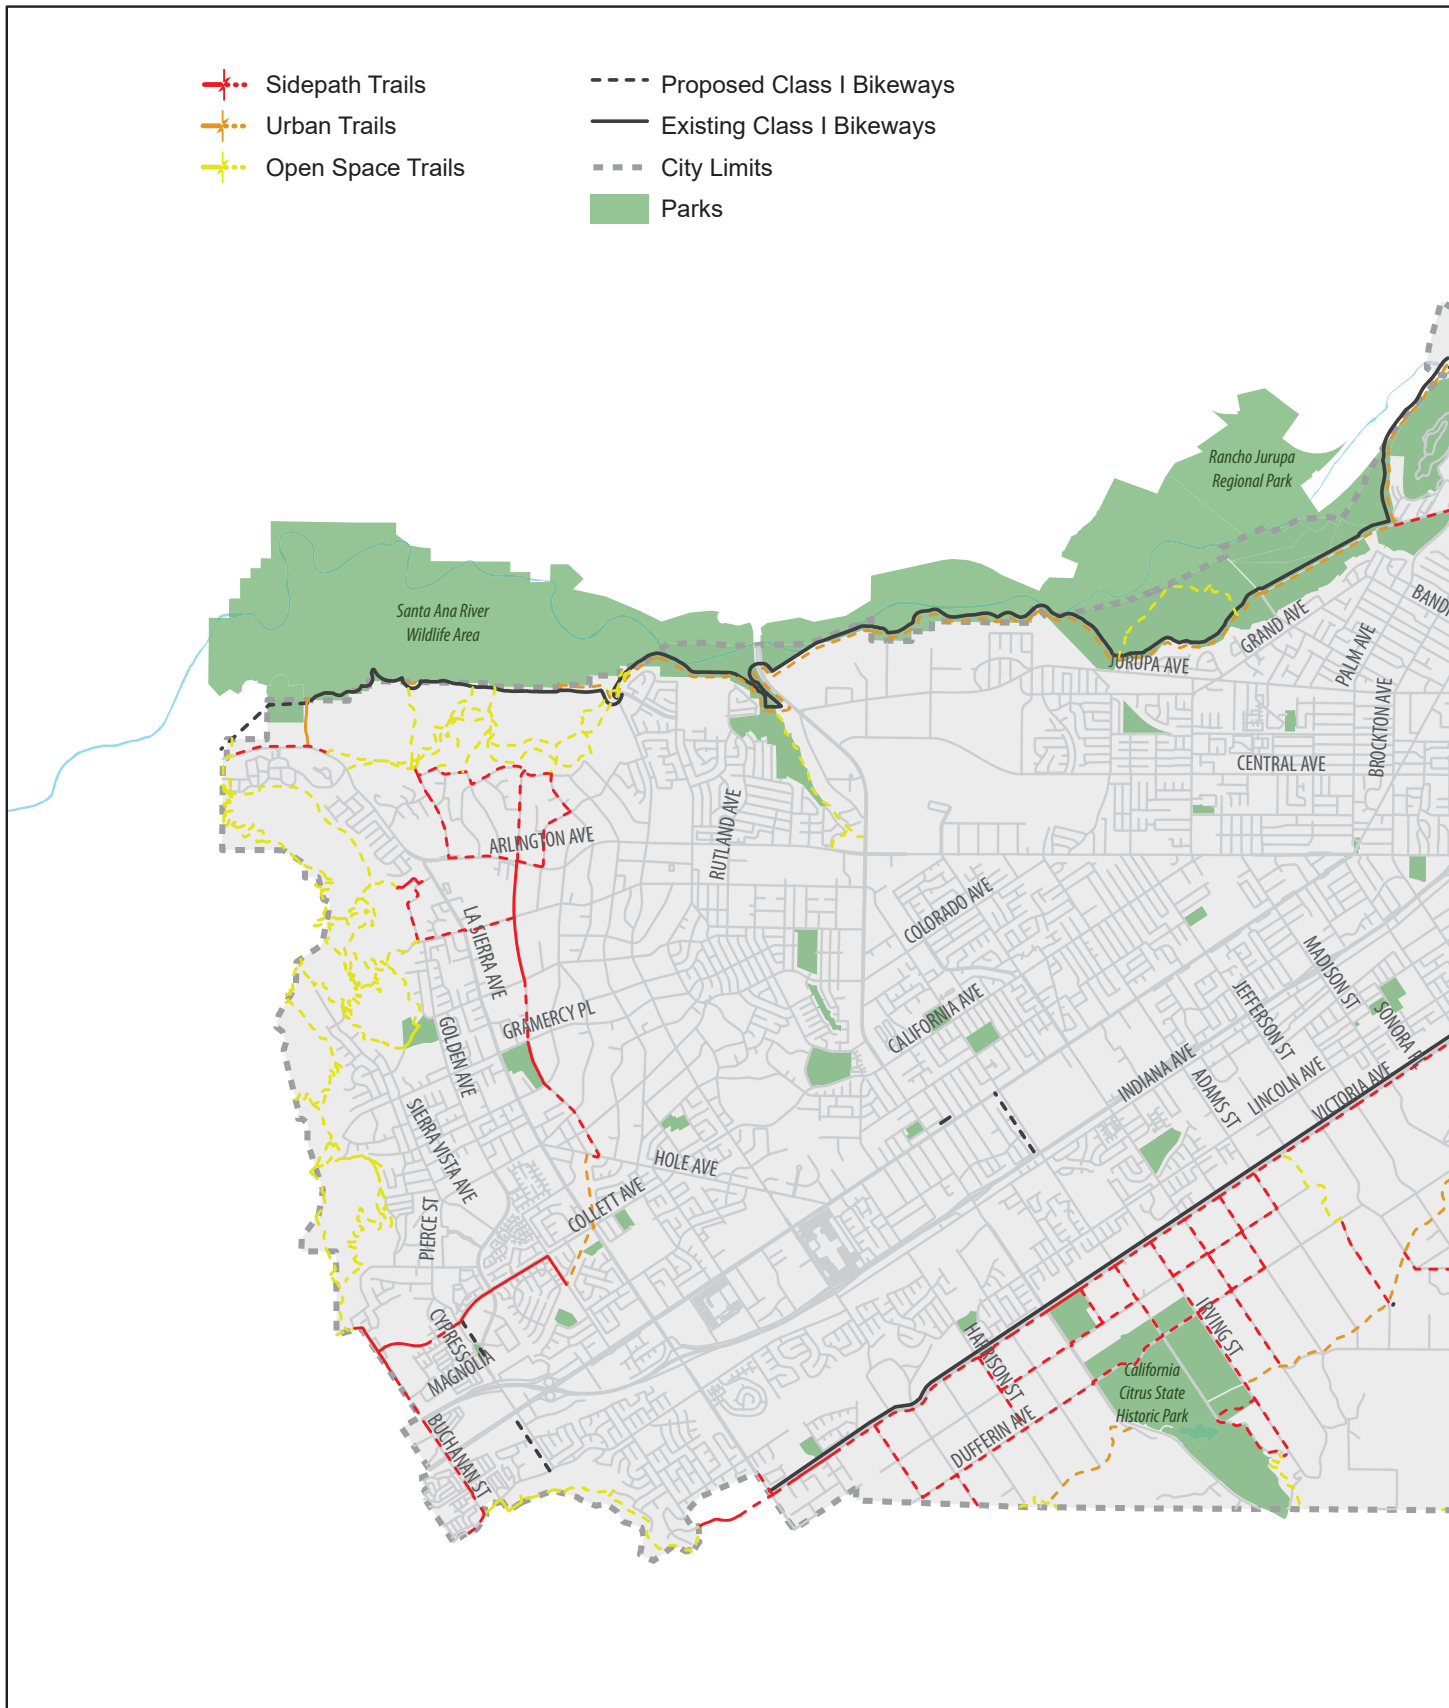 Sidepath Trails
Urban Trails
Open Space Trails
Proposed Class I Bikeways
Existing Class I Bikeways
City Limits
Parks
Rancho Jurupa
Regional Park
Santa Ana River
Wildlife Area
BANDI
GRAND AVE
PALM AVE
JURUPA AVE
BROCKTON AVE
CENTRAL AVE
RUTLAND AVE
ARLINGTON AVE
COLORADO AVE
LA SIERRA AVE
MADISON ST
JEFFERSON ST
SONORA P
CALIFORNIA AVE
GRAMERCY PL
GOLDEN AVE
INDIANA AVE
ADAMS ST
LINCOLN AVE
VICTORIA AVE
SIERRA VISTA AVE
HOLE AVE
COLLETT AVE
PIERCE ST
CYPRESS
MAGNOLIA
IRVING ST
HARRISON ST
California
Citrus State
Historic Park
DUFFERIN AVE
BUCHANAN ST